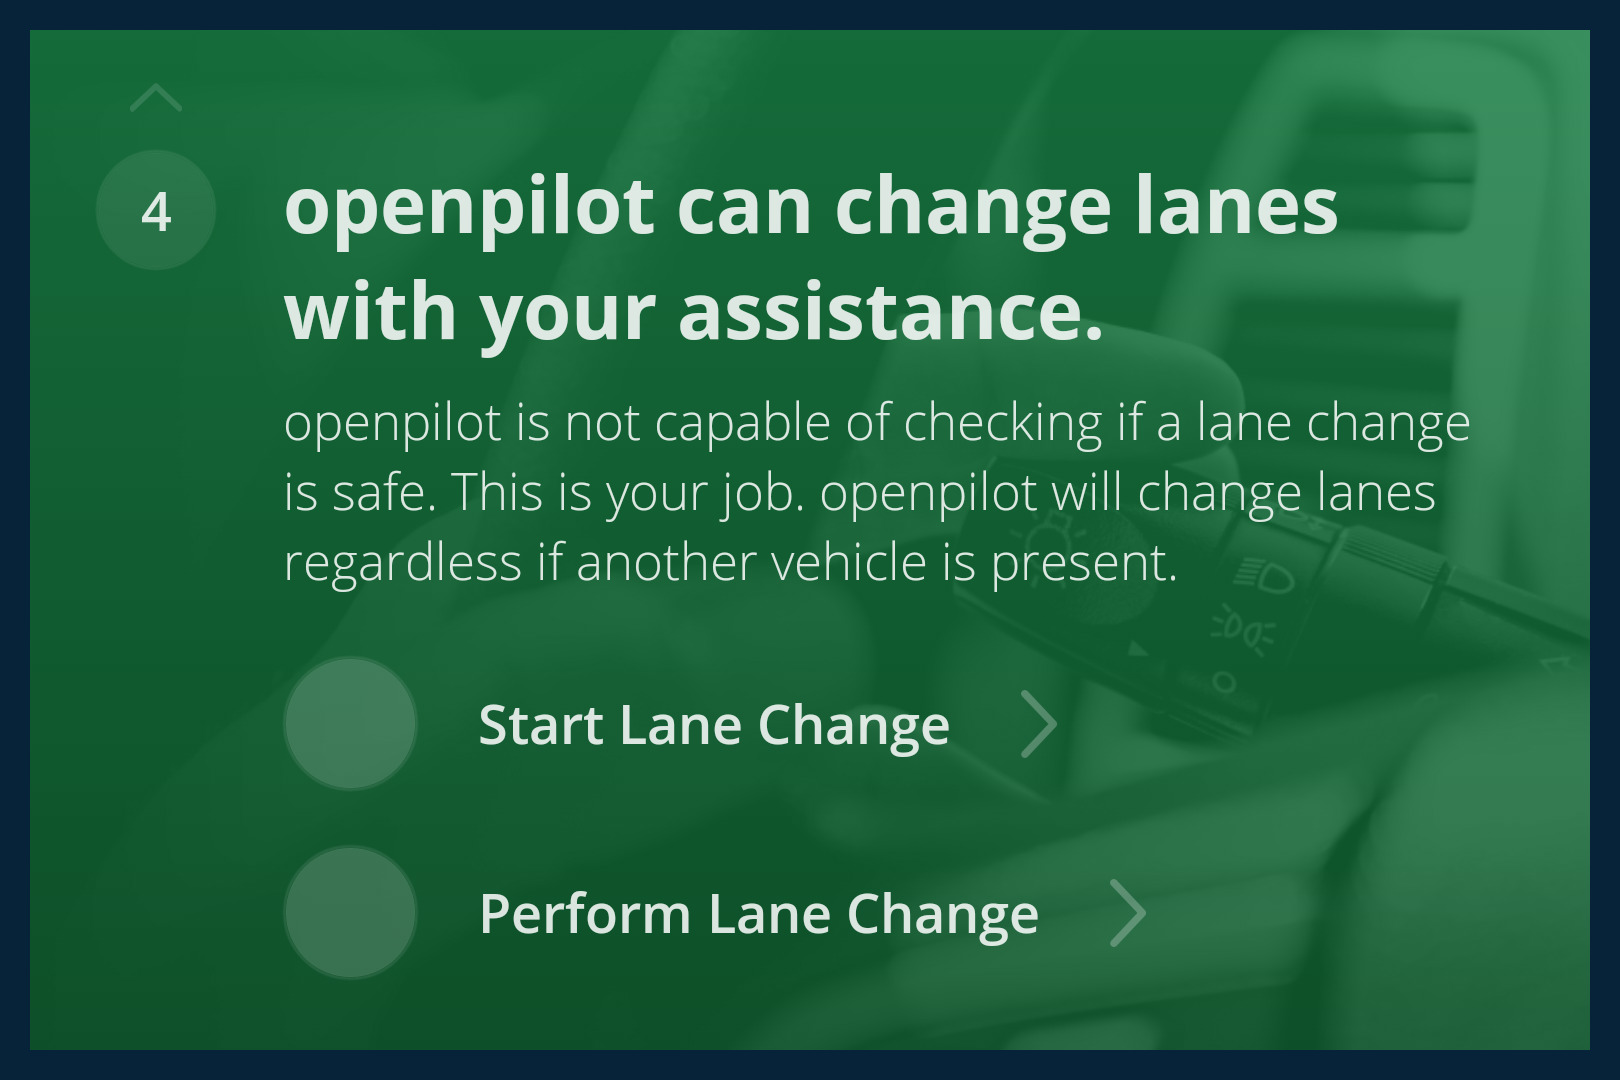 4
openpilot can change lanes
with your assistance.
openpilot is not capable of checking if a lane change
is safe. This is your job. openpilot will change lanes
regardless if another vehicle is present.
Start Lane Change
Perform Lane Change